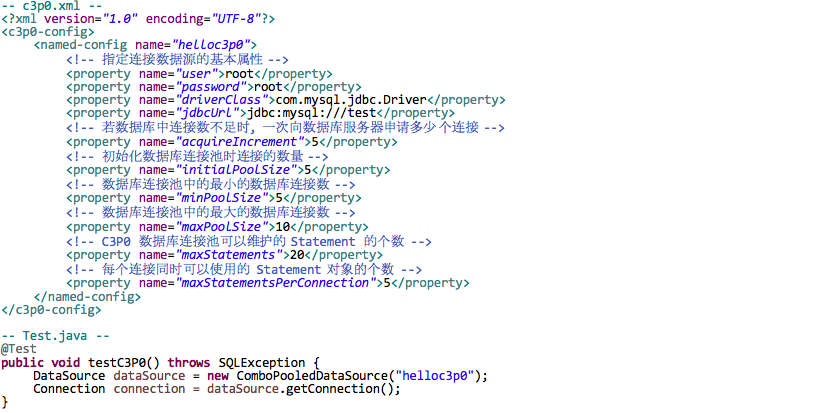 -- c3p0.xml --
<?xml version="1.0" encoding="UTF-8"?>
<c3p0-config>
    <named-config name="helloc3p0">
        <!-- 指定连接数据源的基本属性 -->
        <property name="user">root</property>
        <property name="password">root</property>
        <property name="driverClass">com.mysql.jdbc.Driver</property>
        <property name="jdbcUrl">jdbc:mysql:///test</property>
        <!-- 若数据库中连接数不足时, 一次向数据库服务器申请多少个连接 -->
        <property name="acquireIncrement">5</property>
        <!-- 初始化数据库连接池时连接的数量 -->
        <property name="initialPoolSize">5</property>
        <!-- 数据库连接池中的最小的数据库连接数 -->
        <property name="minPoolSize">5</property>
        <!-- 数据库连接池中的最大的数据库连接数 -->
        <property name="maxPoolSize">10</property>
        <!-- C3P0 数据库连接池可以维护的 Statement 的个数 -->
        <property name="maxStatements">20</property>
        <!-- 每个连接同时可以使用的 Statement 对象的个数 -->
        <property name="maxStatementsPerConnection">5</property>
    </named-config>
</c3p0-config>
-- Test.java --
@Test
public void testC3P0() throws SQLException {
    DataSource dataSource = new ComboPooledDataSource("helloc3p0");
    Connection connection = dataSource.getConnection();
}